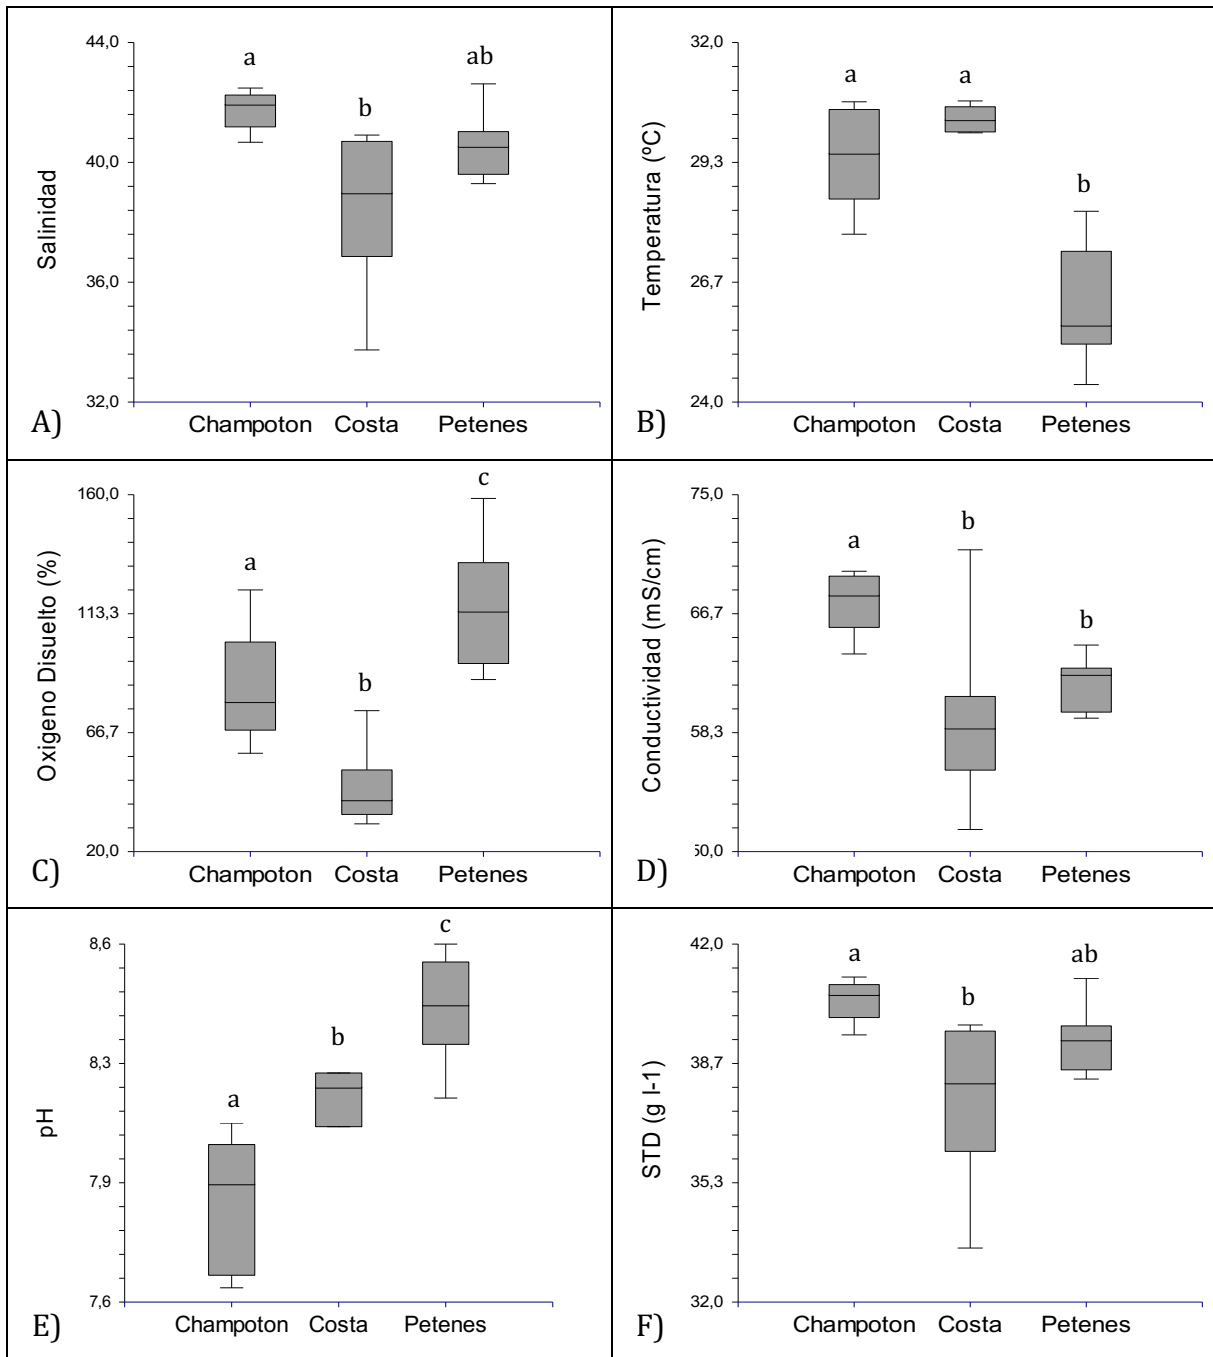 44,0
40,0
36,0
32,0
Salinidad
a
b
ab
Champoton Costa Petenes
A)
32,0
29,3
26,7
24,0
Temperatura (ºC)
a
a
b
Champoton Costa Petenes
B)
160,0
113,3
66,7
20,0
Oxigeno Disuelto (%)
a
b
c
Champoton Costa Petenes
C)
75,0
66,7
58,3
50,0
Conductividad (mS/cm)
a
b
b
Champoton Costa Petenes
D)
8,6
8,3
7,9
7,6
pH
a
b
c
Champoton Costa Petenes
E)
42,0
38,7
35,3
32,0
STD (g l-1)
a
b
ab
Champoton Costa Petenes
F)